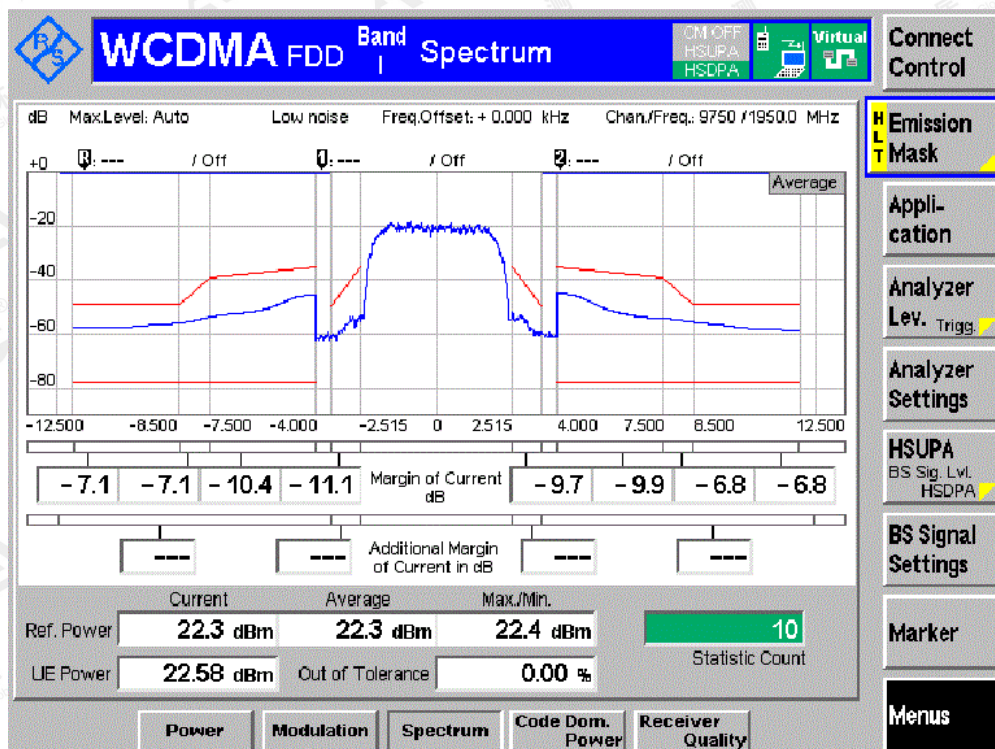 R/S WCDMA FDD Band I Spectrum CM OFF HSUPA HSDPA Virtual
Connect Control
dB Max.Level: Auto Low noise Freq.Offset: + 0.000 kHz Chan./Freq.: 9750 / 1950.0 MHz
R: --- / Off 1: --- / Off 2: --- / Off
Average
+0
-20
-40
-60
-80
-12.500 -8.500 -7.500 -4.000 -2.515 0 2.515 4.000 7.500 8.500 12.500
-7.1 -7.1 -10.4 -11.1 Margin of Current dB -9.7 -9.9 -6.8 -6.8
--- --- Additional Margin of Current in dB --- ---
Current Average Max./Min.
Ref. Power 22.3 dBm 22.3 dBm 22.4 dBm 10
Statistic Count
UE Power 22.58 dBm Out of Tolerance 0.00 %
HLT Emission Mask
Appli-
cation
Analyzer
Lev. Trigg.
Analyzer
Settings
HSUPA
BS Sig. Lvl.
HSDPA
BS Signal
Settings
Marker
Menus
Power Modulation Spectrum Code Dom. Power Receiver Quality